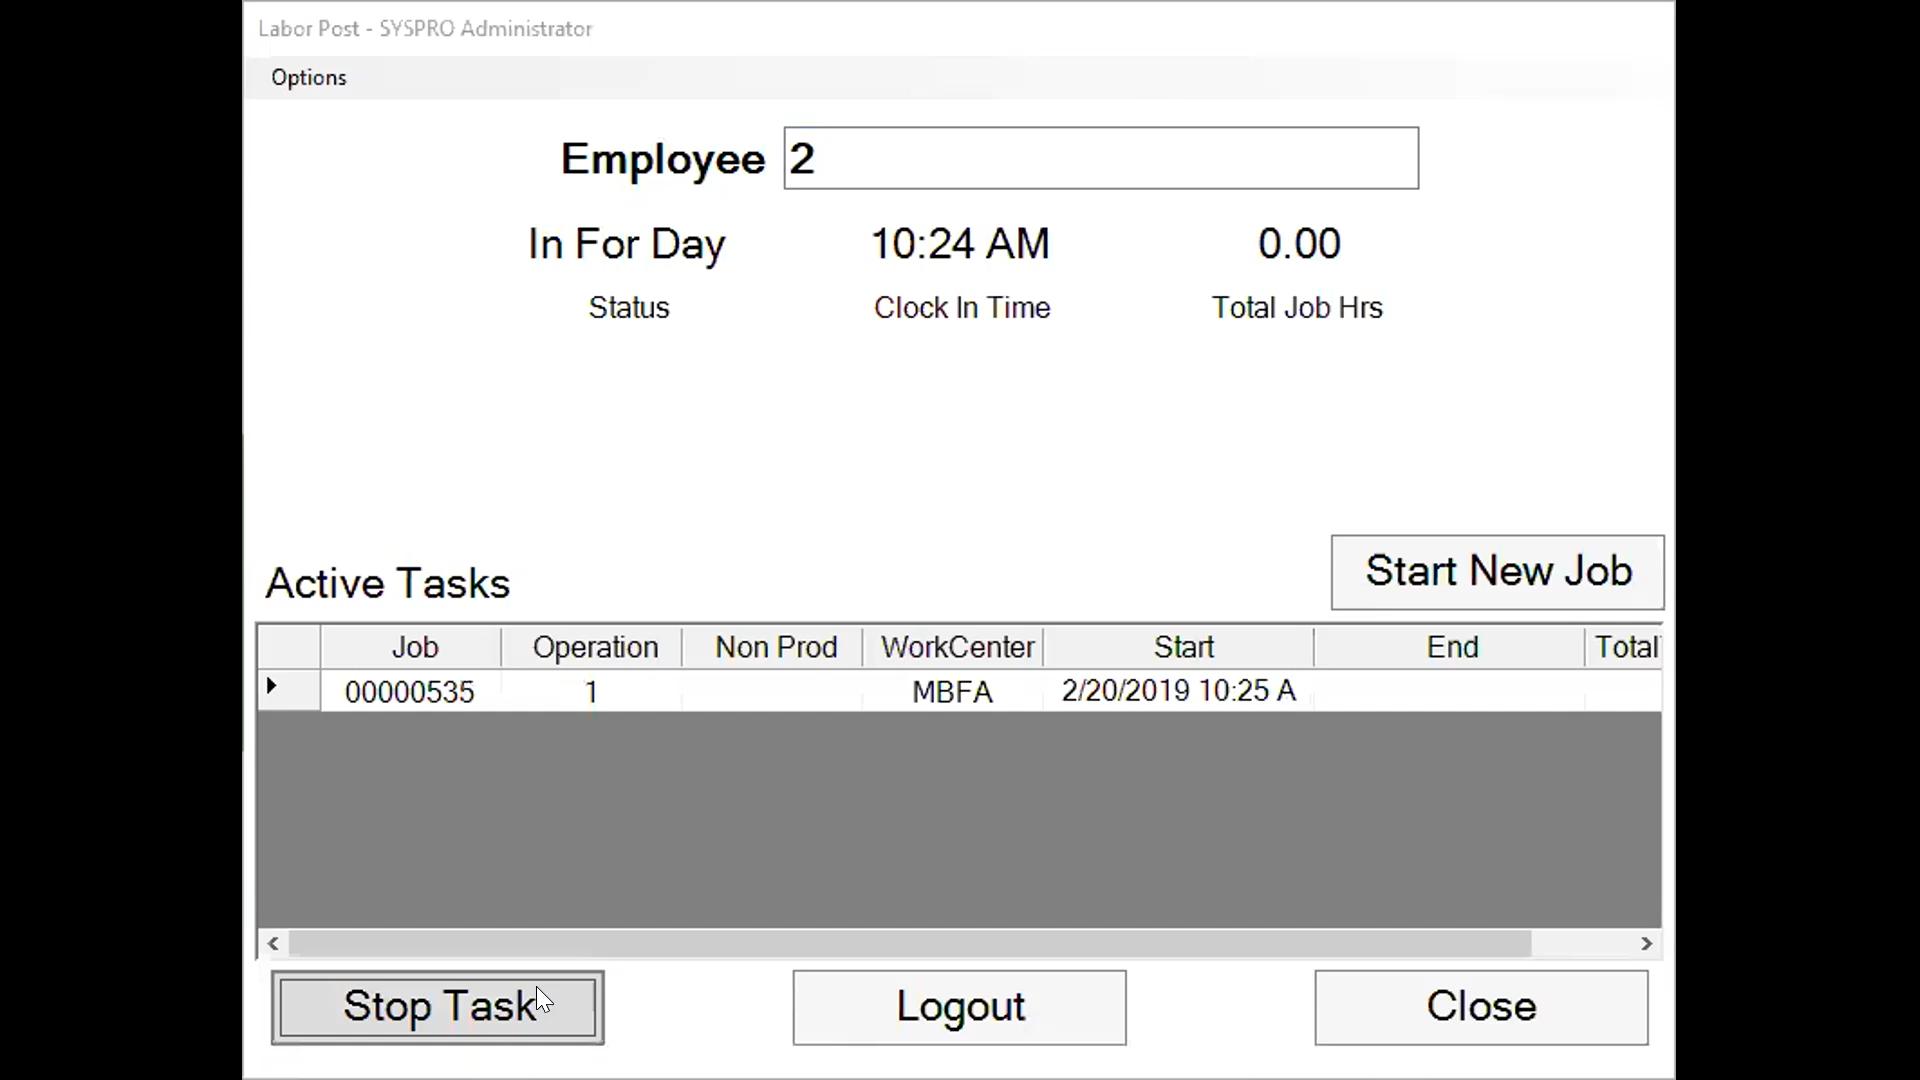 Labor Post - SYSPRO Administrator
Options
Employee 2
In For Day 10:24 AM 0.00
Status Clock In Time Total Job Hrs
Start New Job
Active Tasks
Job Operation Non Prod WorkCenter Start End Total
00000535 1 MBFA 2/20/2019 10:25 A
Stop Task Logout Close